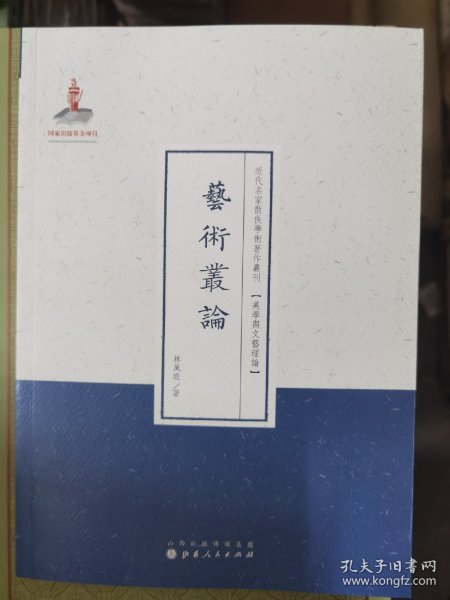 国家出版基金项目
近代名家散佚學術著作叢刊【美學與文藝理論】
藝術叢論
林風眠／著
山西出版傳媒集團
山西人民出版社
孔夫子旧书网
www.kongfz.com